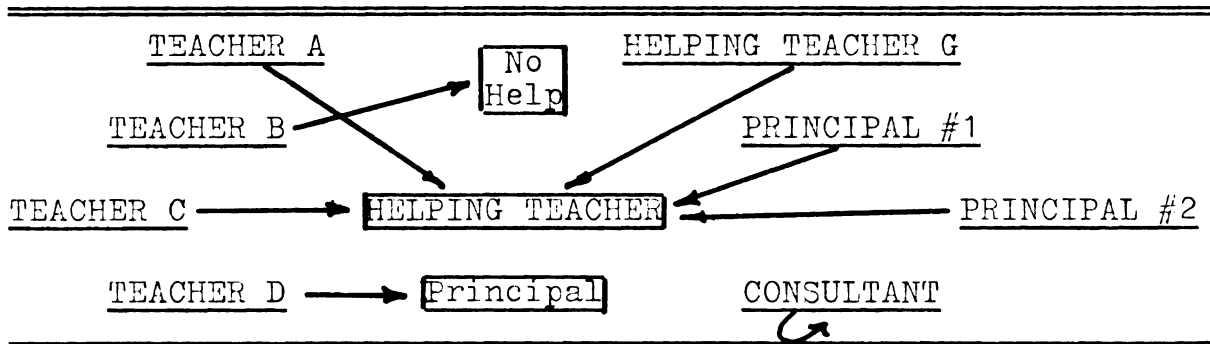 TEACHER A
No
Help
HELPING TEACHER G
TEACHER B
PRINCIPAL #1
TEACHER C
HELPING TEACHER
PRINCIPAL #2
TEACHER D
Principal
CONSULTANT